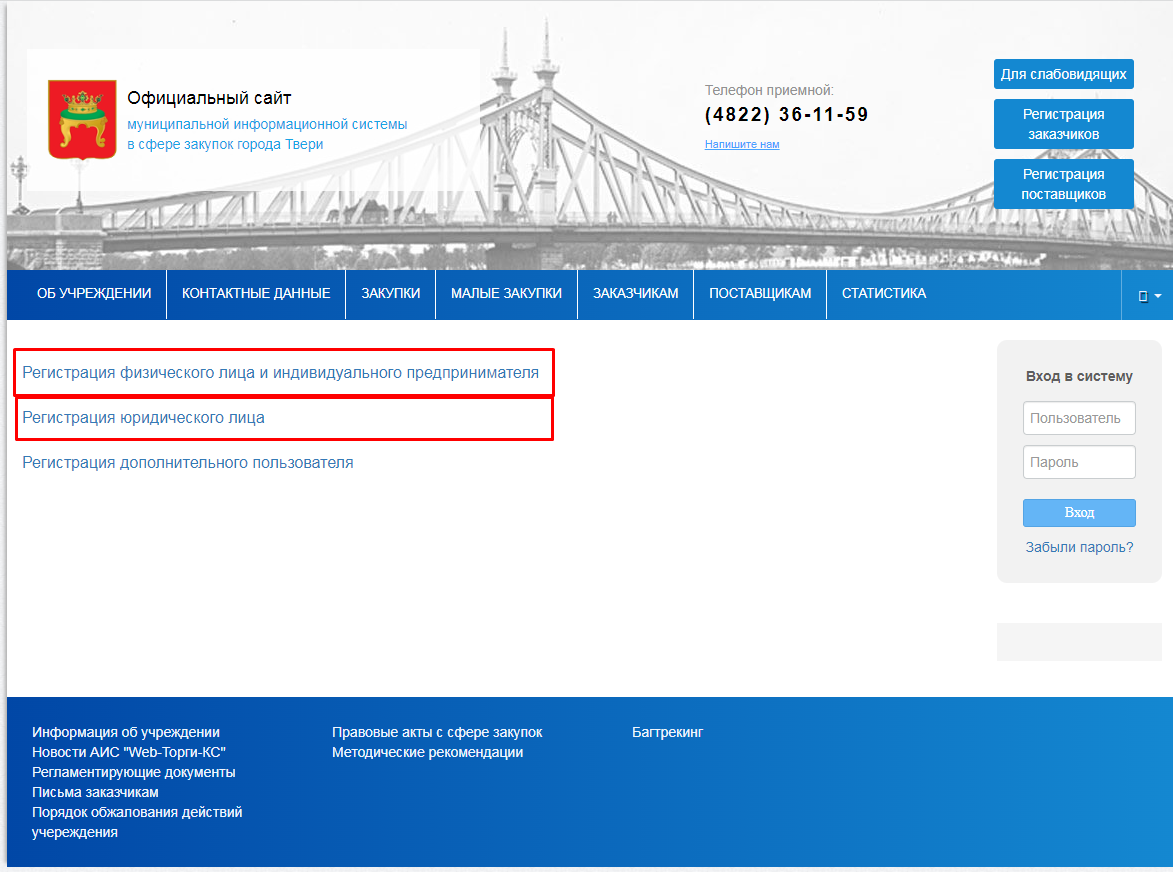 Официальный сайт
муниципальной информационной системы
в сфере закупок города Твери
Телефон приемной:
(4822) 36-11-59
Напишите нам
Для слабовидящих
Регистрация
заказчиков
Регистрация
поставщиков
ОБ УЧРЕЖДЕНИИ
КОНТАКТНЫЕ ДАННЫЕ
ЗАКУПКИ
МАЛЫЕ ЗАКУПКИ
ЗАКАЗЧИКАМ
ПОСТАВЩИКАМ
СТАТИСТИКА
Регистрация физического лица и индивидуального предпринимателя
Регистрация юридического лица
Регистрация дополнительного пользователя
Вход в систему
Пользователь
Пароль
Вход
Забыли пароль?
Информация об учреждении
Новости АИС "Web-Торги-КС"
Регламентирующие документы
Письма заказчикам
Порядок обжалования действий
учереждения
Правовые акты с сфере закупок
Методические рекомендации
Багтрекинг